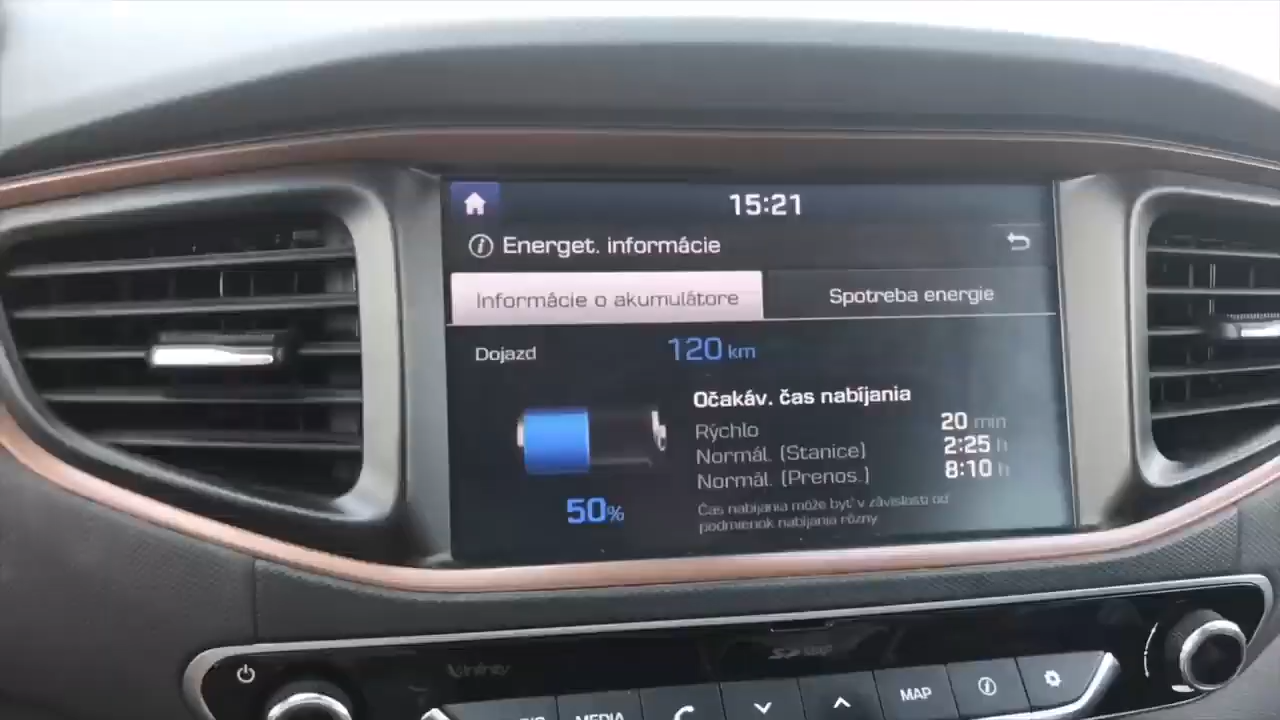 15:21
Energet. informácie
Informácie o akumulátore
Spotreba energie
Dojazd 120 km
Očakáv. čas nabíjania
Rýchlo 20 min
Normál. (Stanice) 2:25 h
Normál. (Prenos.) 8:10 h
50%
Čas nabíjania môže byť v závislosti od
podmienok nabíjania rôzny
Infinity
MEDIA
MAP